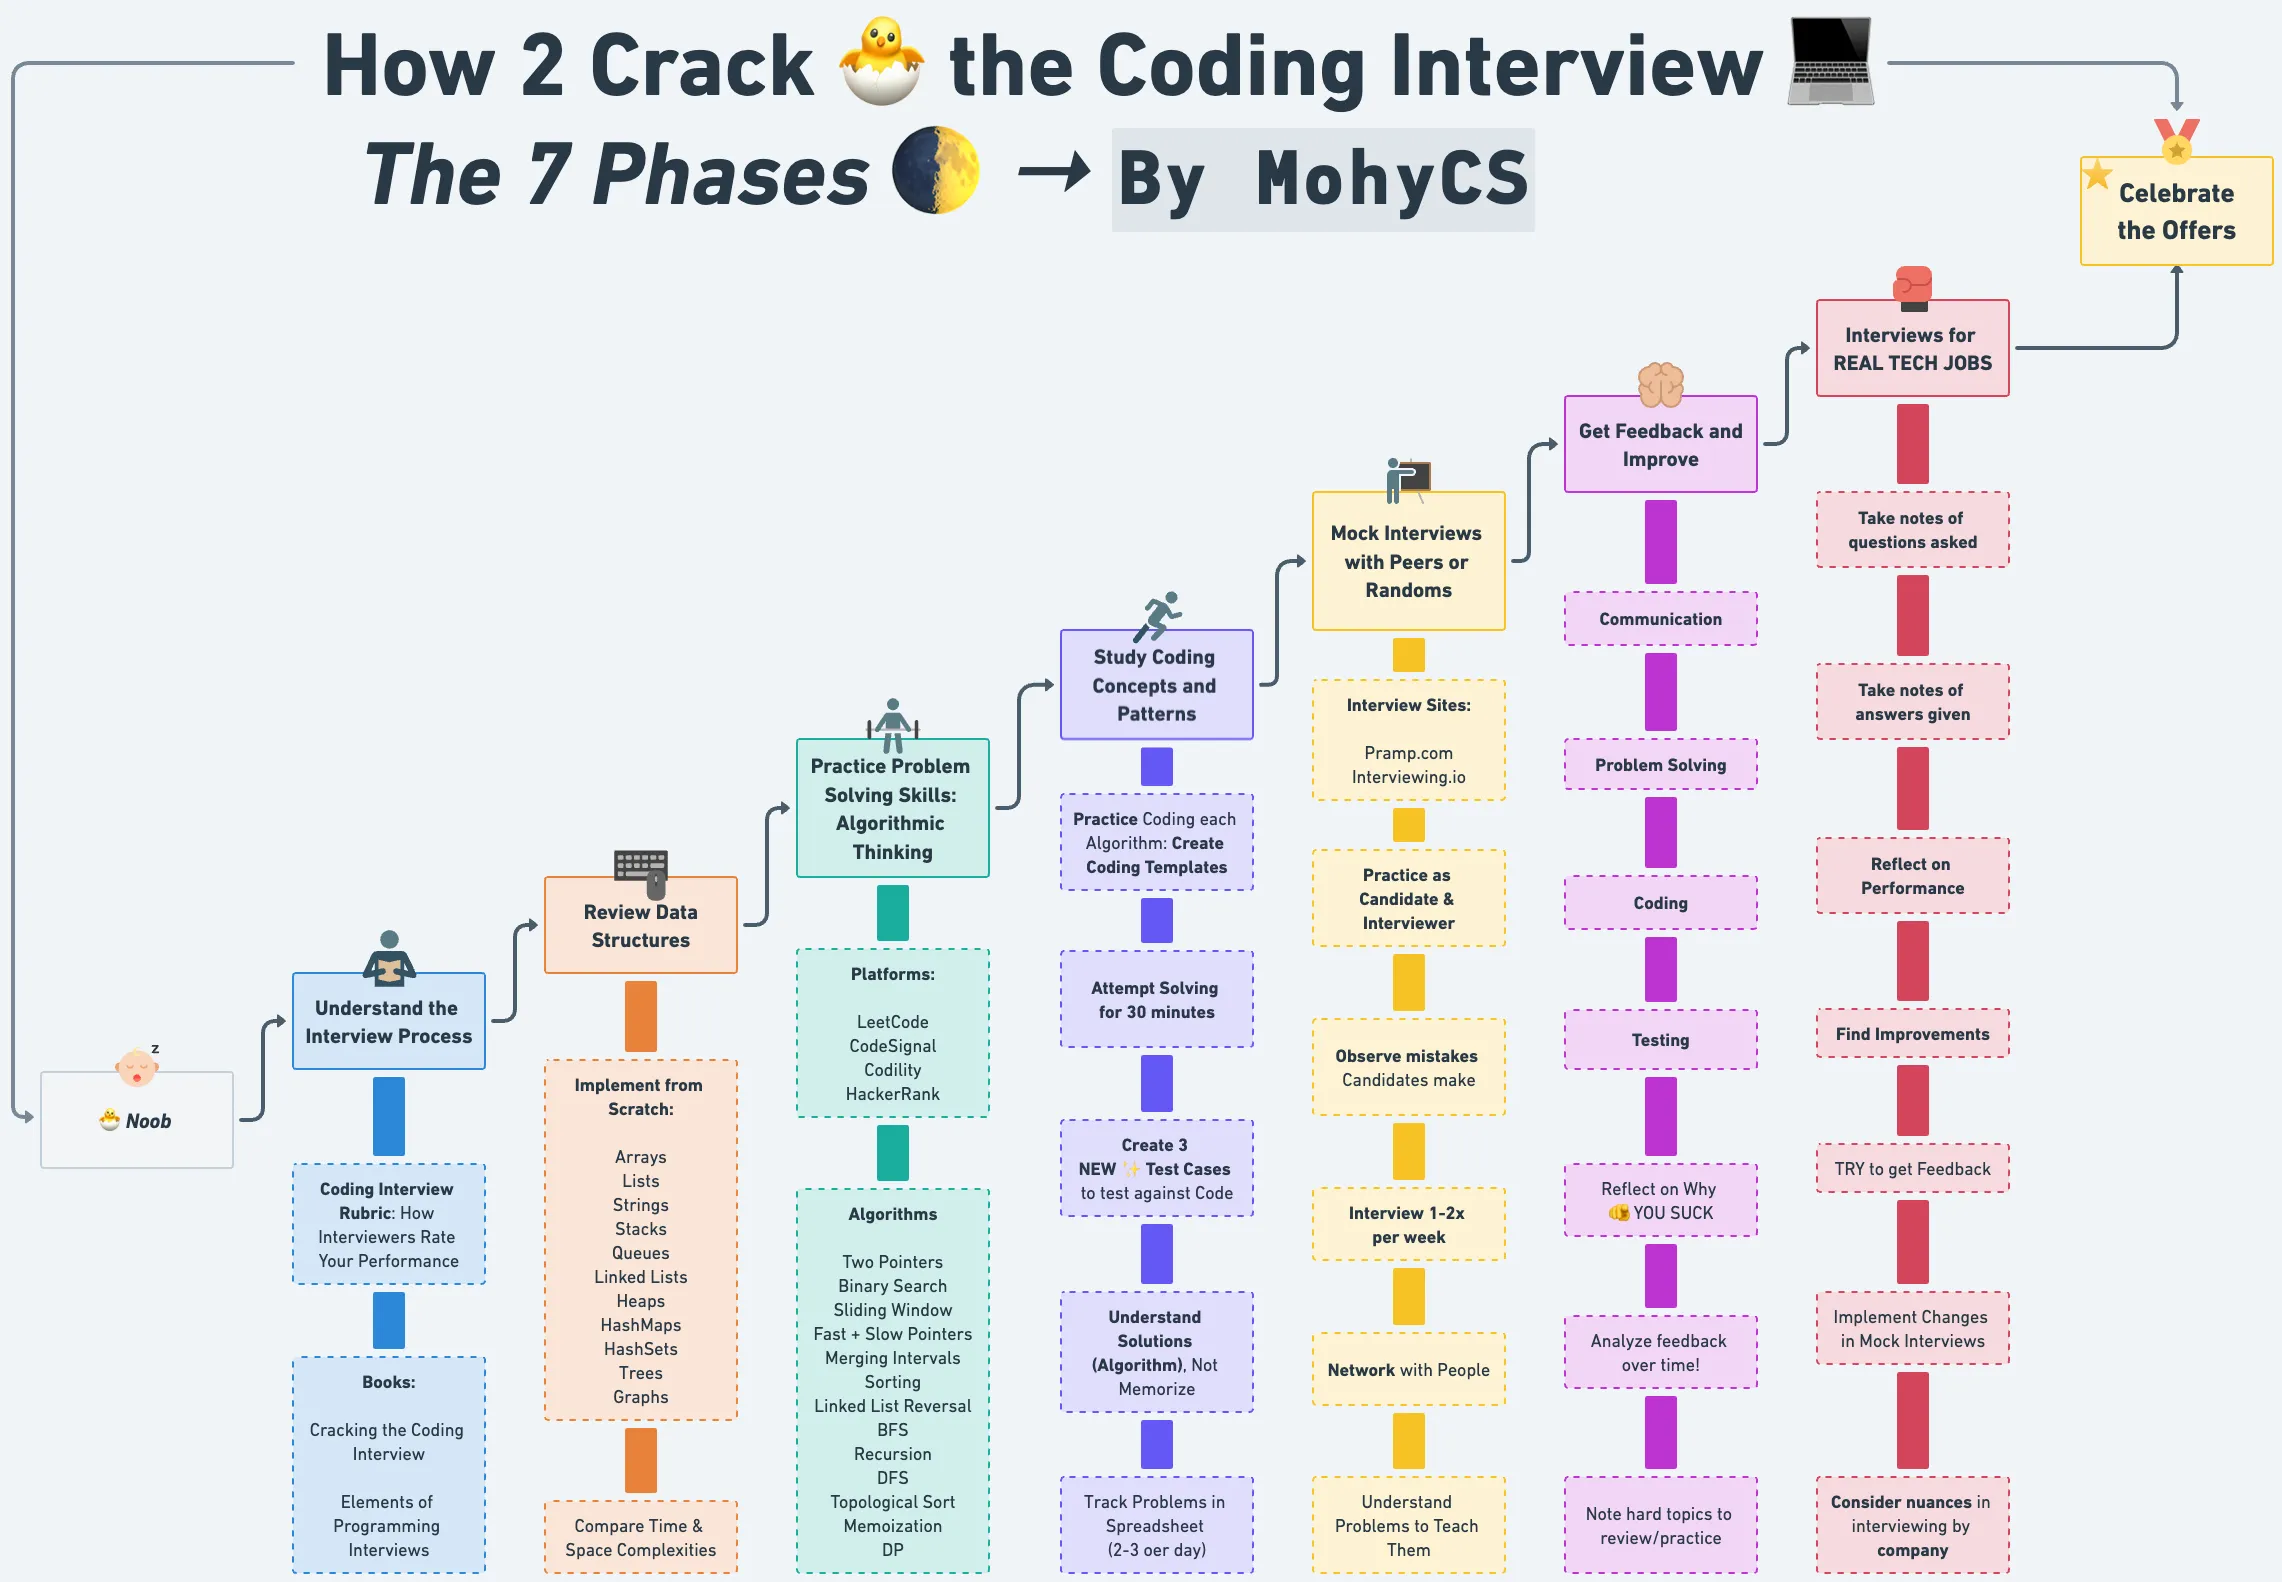 How 2 Crack 🐣 the Coding Interview 💻
The 7 Phases 🌓 → By MohyCS
Celebrate
the Offers
Interviews for
REAL TECH JOBS
Take notes of
questions asked
Take notes of
answers given
Reflect on
Performance
Find Improvements
TRY to get Feedback
Implement Changes
in Mock Interviews
Consider nuances in
interviewing by
company
Get Feedback and
Improve
Communication
Problem Solving
Coding
Testing
Reflect on Why
🫵 YOU SUCK
Analyze feedback
over time!
Note hard topics to
review/practice
Mock Interviews
with Peers or
Randoms
Interview Sites:
Pramp.com
Interviewing.io
Practice as
Candidate &
Interviewer
Observe mistakes
Candidates make
Interview 1-2x
per week
Network with People
Understand
Problems to Teach
Them
Study Coding
Concepts and
Patterns
Practice Coding each
Algorithm: Create
Coding Templates
Attempt Solving
for 30 minutes
Create 3
NEW ✨ Test Cases
to test against Code
Understand
Solutions
(Algorithm), Not
Memorize
Track Problems in
Spreadsheet
(2-3 oer day)
Practice Problem
Solving Skills:
Algorithmic
Thinking
Platforms:
LeetCode
CodeSignal
Codility
HackerRank
Algorithms
Two Pointers
Binary Search
Sliding Window
Fast + Slow Pointers
Merging Intervals
Sorting
Linked List Reversal
BFS
Recursion
DFS
Topological Sort
Memoization
DP
Review Data
Structures
Implement from
Scratch:
Arrays
Lists
Strings
Stacks
Queues
Linked Lists
Heaps
HashMaps
HashSets
Trees
Graphs
Compare Time &
Space Complexities
Understand the
Interview Process
Coding Interview
Rubric: How
Interviewers Rate
Your Performance
Books:
Cracking the Coding
Interview
Elements of
Programming
Interviews
z
🐣 Noob